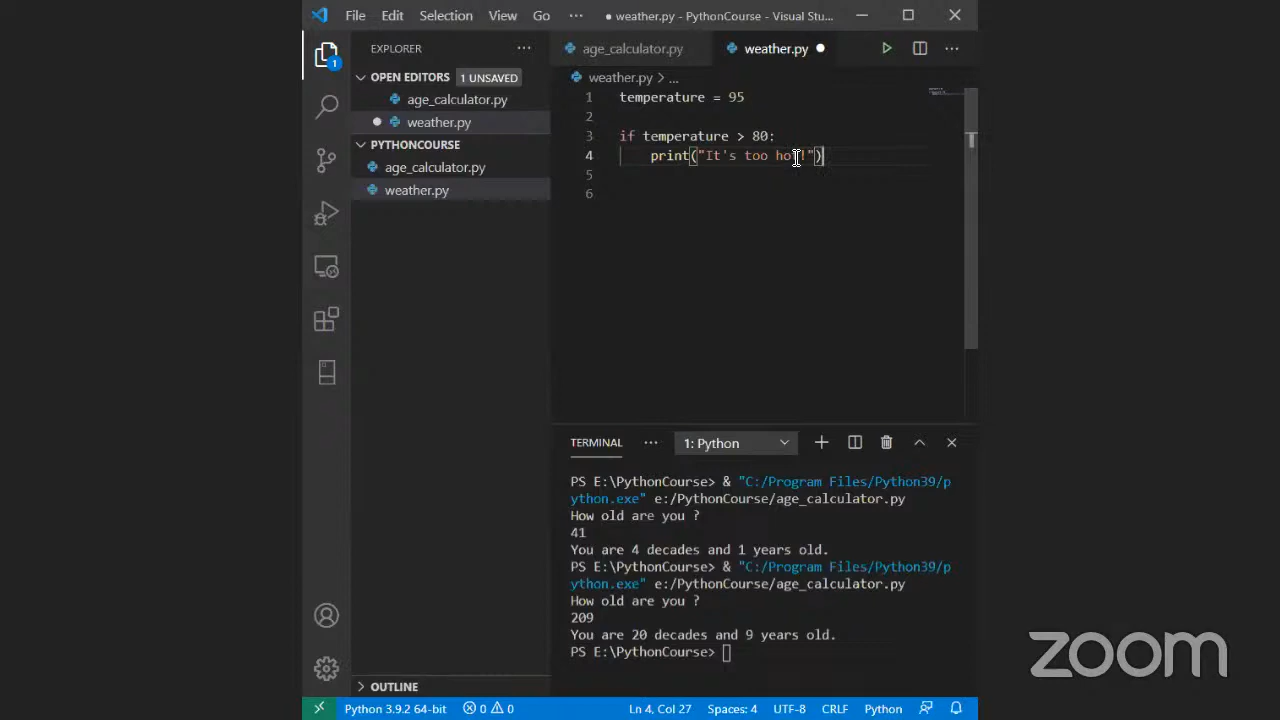 File Edit Selection View Go ··· ● weather.py - PythonCourse - Visual Stu...
EXPLORER ···
OPEN EDITORS 1 UNSAVED
age_calculator.py
● weather.py
PYTHONCOURSE
age_calculator.py
weather.py
OUTLINE
1
age_calculator.py weather.py ●
weather.py > ...
1 temperature = 95
2
3 if temperature > 80:
4 print("It's too hot!")
5
6
TERMINAL ··· 1: Python
PS E:\PythonCourse> & "C:/Program Files/Python39/p
ython.exe" e:/PythonCourse/age_calculator.py
How old are you ?
41
You are 4 decades and 1 years old.
PS E:\PythonCourse> & "C:/Program Files/Python39/p
ython.exe" e:/PythonCourse/age_calculator.py
How old are you ?
209
You are 20 decades and 9 years old.
PS E:\PythonCourse>
Python 3.9.2 64-bit 0 0 Ln 4, Col 27 Spaces: 4 UTF-8 CRLF Python
zoom